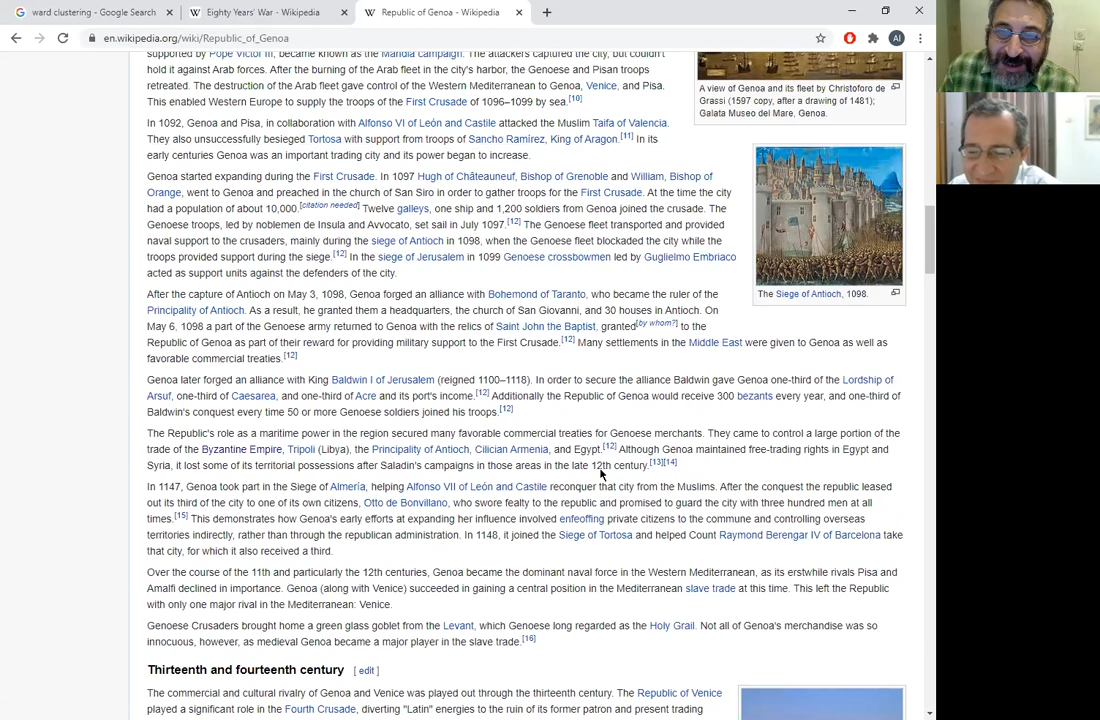 ward clustering - Google Search
Eighty Years' War - Wikipedia
W
Republic of Genoa - Wikipedia
en.wikipedia.org/wiki/Republic_of_Genoa
AI
supported by Pope Victor III, became known as the Mahdia campaign. The attackers captured the city, but couldn't
hold it against Arab forces. After the burning of the Arab fleet in the city's harbor, the Genoese and Pisan troops
retreated. The destruction of the Arab fleet gave control of the Western Mediterranean to Genoa, Venice, and Pisa.
This enabled Western Europe to supply the troops of the First Crusade of 1096–1099 by sea.[10]
A view of Genoa and its fleet by Christoforo de
Grassi (1597 copy, after a drawing of 1481);
Galata Museo del Mare, Genoa.
In 1092, Genoa and Pisa, in collaboration with Alfonso VI of León and Castile attacked the Muslim Taifa of Valencia.
They also unsuccessfully besieged Tortosa with support from troops of Sancho Ramírez, King of Aragon.[11] In its
early centuries Genoa was an important trading city and its power began to increase.
Genoa started expanding during the First Crusade. In 1097 Hugh of Châteauneuf, Bishop of Grenoble and William, Bishop of
Orange, went to Genoa and preached in the church of San Siro in order to gather troops for the First Crusade. At the time the city
had a population of about 10,000.[citation needed] Twelve galleys, one ship and 1,200 soldiers from Genoa joined the crusade. The
Genoese troops, led by noblemen de Insula and Avvocato, set sail in July 1097.[12] The Genoese fleet transported and provided
naval support to the crusaders, mainly during the siege of Antioch in 1098, when the Genoese fleet blockaded the city while the
troops provided support during the siege.[12] In the siege of Jerusalem in 1099 Genoese crossbowmen led by Guglielmo Embriaco
acted as support units against the defenders of the city.
The Siege of Antioch, 1098.
After the capture of Antioch on May 3, 1098, Genoa forged an alliance with Bohemond of Taranto, who became the ruler of the
Principality of Antioch. As a result, he granted them a headquarters, the church of San Giovanni, and 30 houses in Antioch. On
May 6, 1098 a part of the Genoese army returned to Genoa with the relics of Saint John the Baptist, granted[by whom?] to the
Republic of Genoa as part of their reward for providing military support to the First Crusade.[12] Many settlements in the Middle East were given to Genoa as well as
favorable commercial treaties.[12]
Genoa later forged an alliance with King Baldwin I of Jerusalem (reigned 1100–1118). In order to secure the alliance Baldwin gave Genoa one-third of the Lordship of
Arsuf, one-third of Caesarea, and one-third of Acre and its port's income.[12] Additionally the Republic of Genoa would receive 300 bezants every year, and one-third of
Baldwin's conquest every time 50 or more Genoese soldiers joined his troops.[12]
The Republic's role as a maritime power in the region secured many favorable commercial treaties for Genoese merchants. They came to control a large portion of the
trade of the Byzantine Empire, Tripoli (Libya), the Principality of Antioch, Cilician Armenia, and Egypt.[12] Although Genoa maintained free-trading rights in Egypt and
Syria, it lost some of its territorial possessions after Saladin's campaigns in those areas in the late 12th century.[13][14]
In 1147, Genoa took part in the Siege of Almería, helping Alfonso VII of León and Castile reconquer that city from the Muslims. After the conquest the republic leased
out its third of the city to one of its own citizens, Otto de Bonvillano, who swore fealty to the republic and promised to guard the city with three hundred men at all
times.[15] This demonstrates how Genoa's early efforts at expanding her influence involved enfeoffing private citizens to the commune and controlling overseas
territories indirectly, rather than through the republican administration. In 1148, it joined the Siege of Tortosa and helped Count Raymond Berengar IV of Barcelona take
that city, for which it also received a third.
Over the course of the 11th and particularly the 12th centuries, Genoa became the dominant naval force in the Western Mediterranean, as its erstwhile rivals Pisa and
Amalfi declined in importance. Genoa (along with Venice) succeeded in gaining a central position in the Mediterranean slave trade at this time. This left the Republic
with only one major rival in the Mediterranean: Venice.
Genoese Crusaders brought home a green glass goblet from the Levant, which Genoese long regarded as the Holy Grail. Not all of Genoa's merchandise was so
innocuous, however, as medieval Genoa became a major player in the slave trade.[16]
Thirteenth and fourteenth century [ edit ]
The commercial and cultural rivalry of Genoa and Venice was played out through the thirteenth century. The Republic of Venice
played a significant role in the Fourth Crusade, diverting "Latin" energies to the ruin of its former patron and present trading